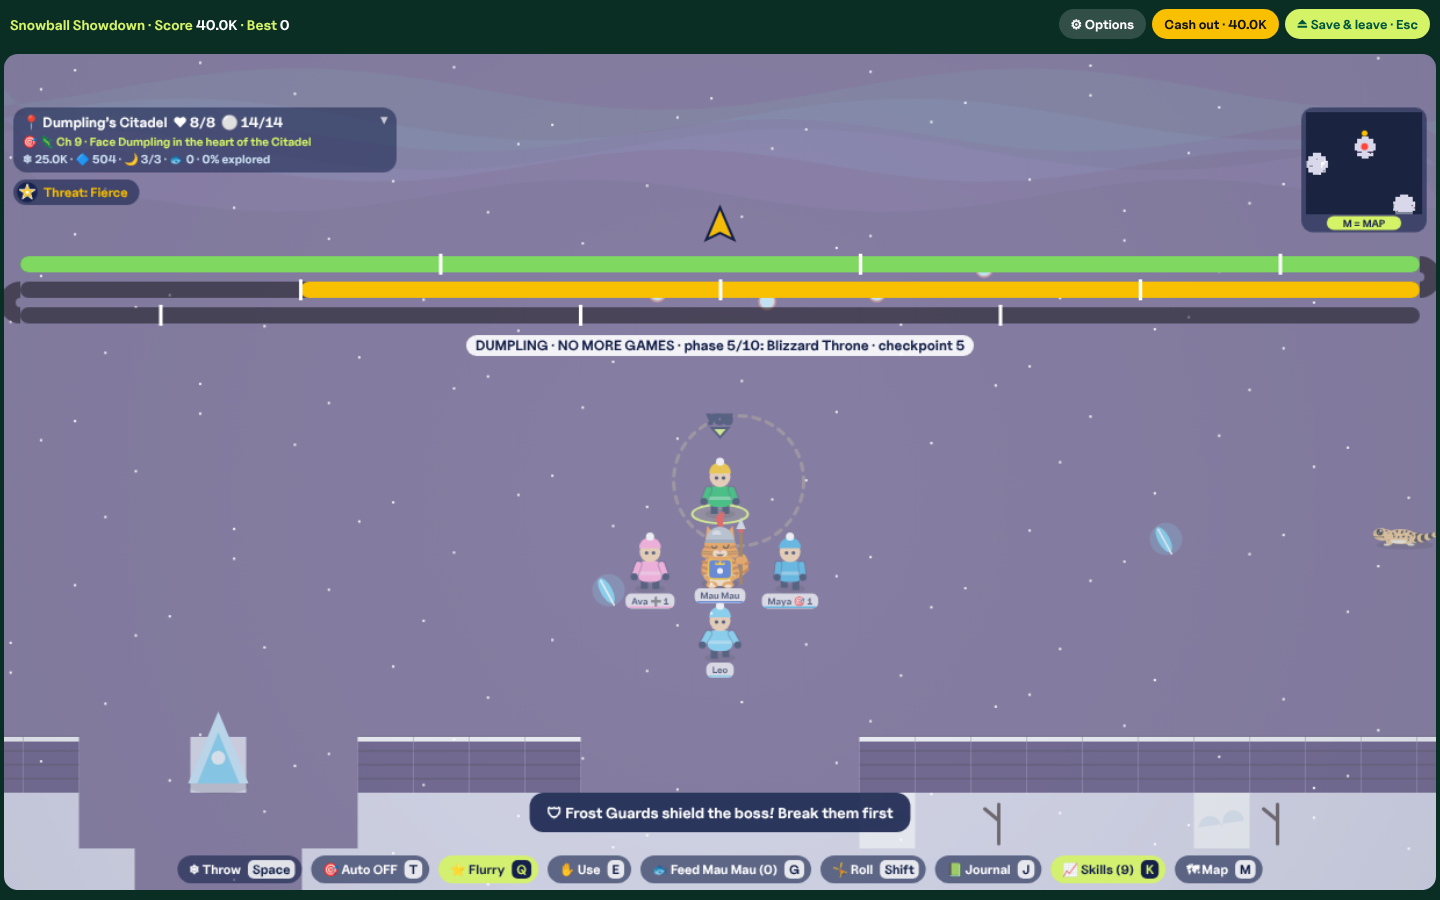 Snowball Showdown · Score 40.0K · Best 0
⚙ Options
Cash out · 40.0K
⏏ Save & leave · Esc
📍 Dumpling's Citadel ♥ 8/8 ⚪ 14/14
🎯 Ch 9 · Face Dumpling in the heart of the Citadel
❄ 25.0K · 🔷 504 · 🌙 3/3 · 🐟 0 · 0% explored
Threat: Fierce
M = MAP
DUMPLING · NO MORE GAMES · phase 5/10: Blizzard Throne · checkpoint 5
Ava ➕ 1
Mau Mau
Maya 🎯 1
Leo
🛡 Frost Guards shield the boss! Break them first
❄ Throw Space
🎯 Auto OFF T
⭐ Flurry Q
✋ Use E
🐟 Feed Mau Mau (0) G
🤸 Roll Shift
📗 Journal J
📈 Skills (9) K
🗺 Map M